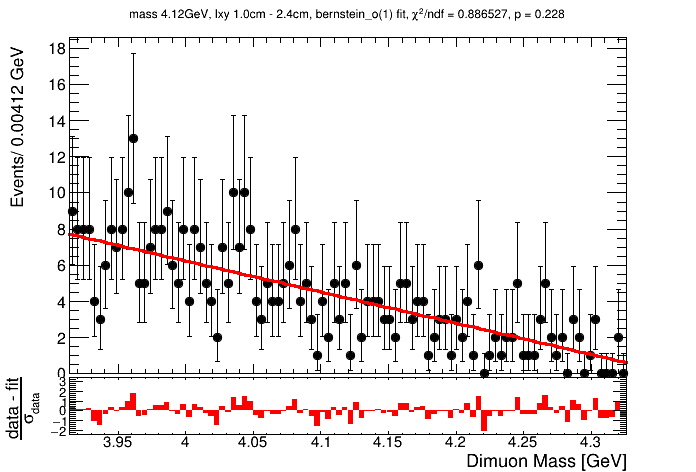 mass 4.12GeV, lxy 1.0cm - 2.4cm, bernstein_o(1) fit, χ²/ndf = 0.886527, p = 0.228
Events/ 0.00412 GeV
18
16
14
12
10
8
6
4
2
0
data - fit
σdata
3
2
1
0
−1
−2
3.95 4 4.05 4.1 4.15 4.2 4.25 4.3
Dimuon Mass [GeV]